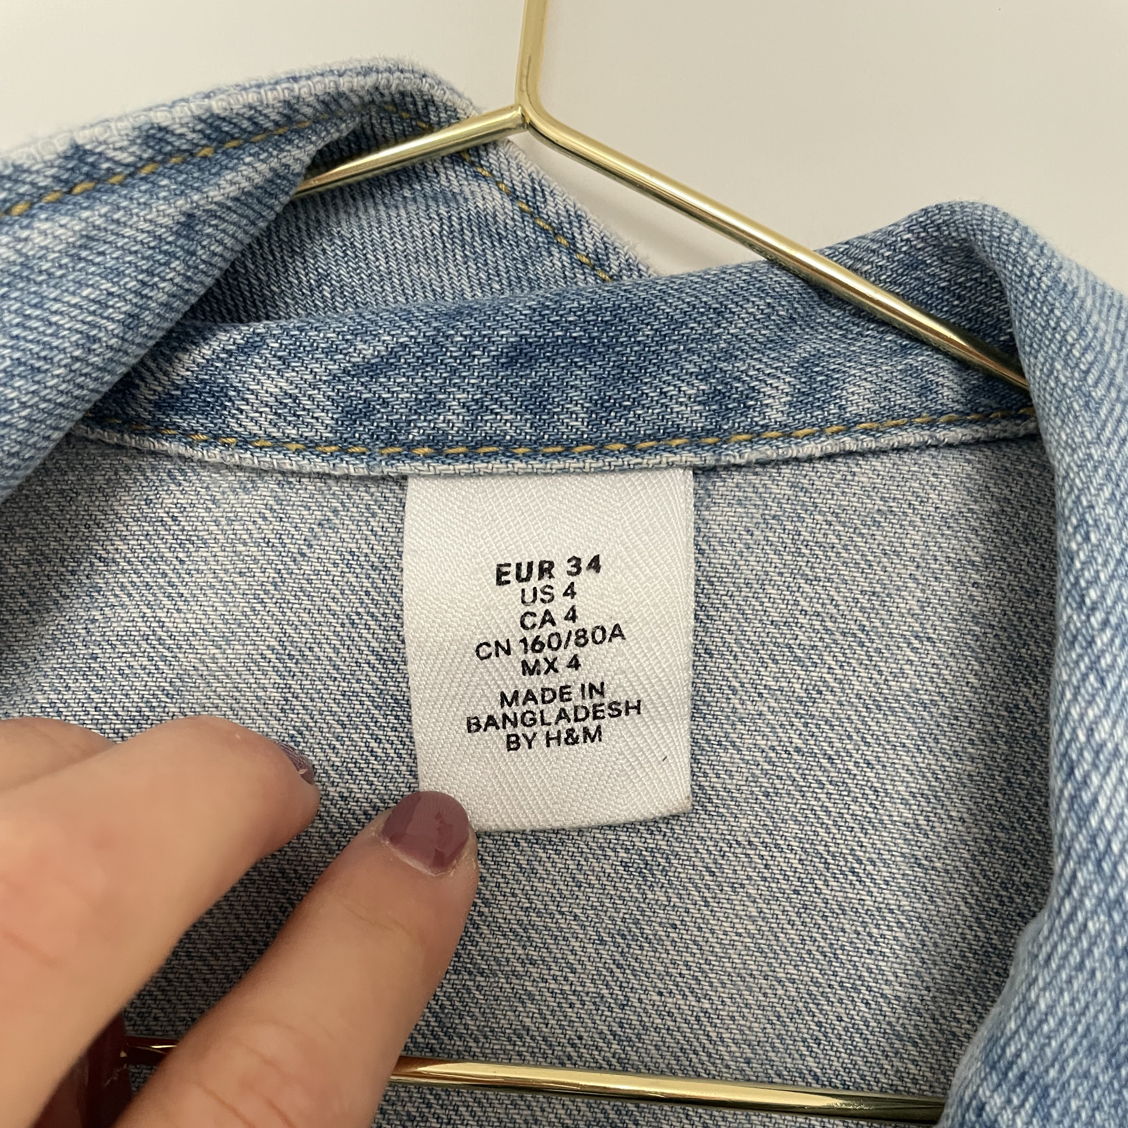 EUR 34
US 4
CA 4
CN 160/80A
MX 4
MADE IN
BANGLADESH
BY H&M